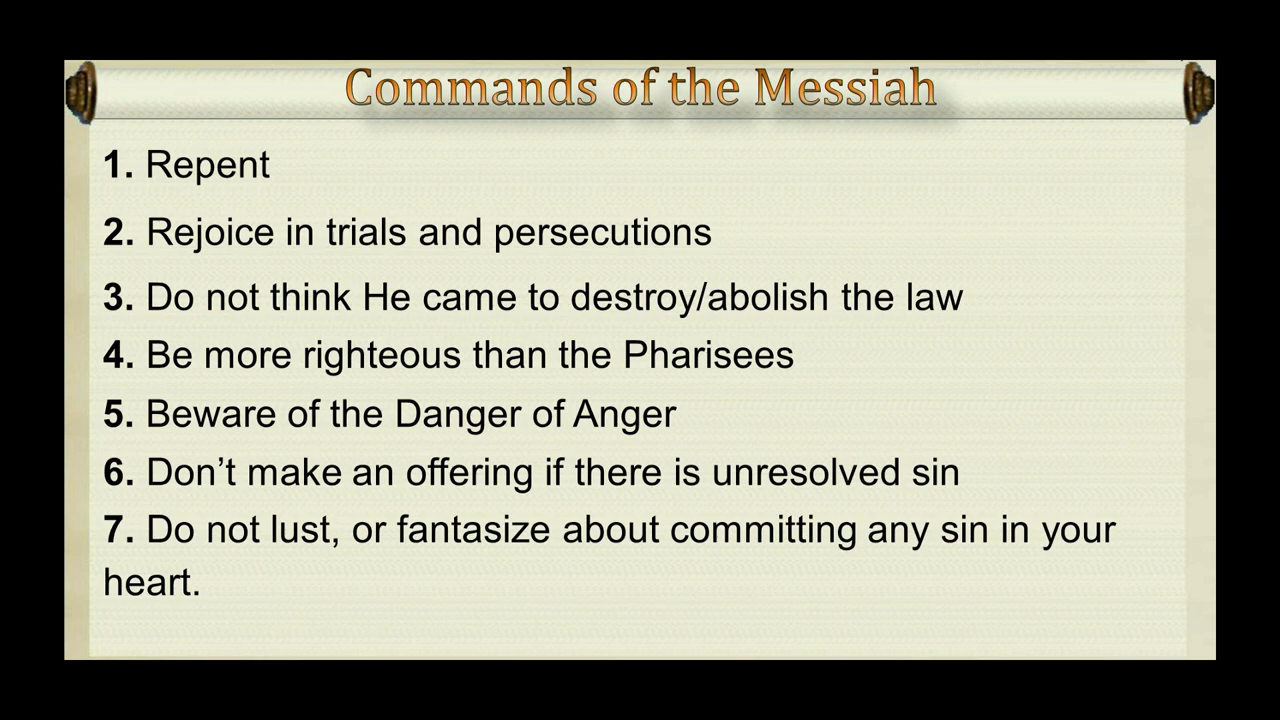 Commands of the Messiah
1. Repent
2. Rejoice in trials and persecutions
3. Do not think He came to destroy/abolish the law
4. Be more righteous than the Pharisees
5. Beware of the Danger of Anger
6. Don’t make an offering if there is unresolved sin
7. Do not lust, or fantasize about committing any sin in your
heart.